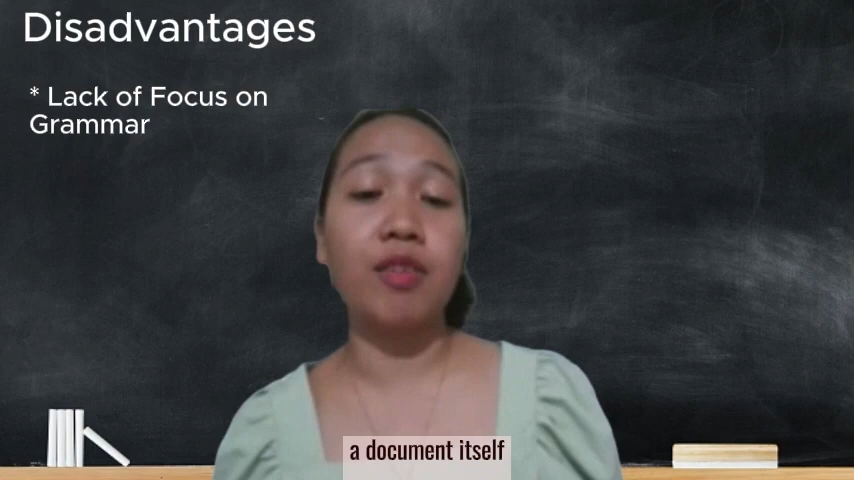 Disadvantages
* Lack of Focus on
Grammar
a document itself